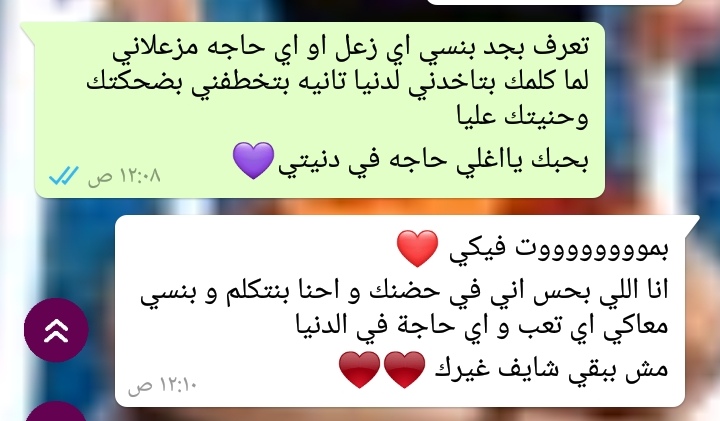 تعرف بجد بنسي اي زعل او اي حاجه مزعلاني
لما كلمك بتاخدني لدنيا تانيه بتخطفني بضحكتك
وحنيتك عليا
بحبك يااغلي حاجه في دنيتي💜
١٢:٠٨ ص
بموووووووووت فيكي ❤️
انا اللي بحس اني في حضنك و احنا بنتكلم و بنسي
معاكي اي تعب و اي حاجة في الدنيا
مش ببقي شايف غيرك ♥️♥️
١٢:١٠ ص